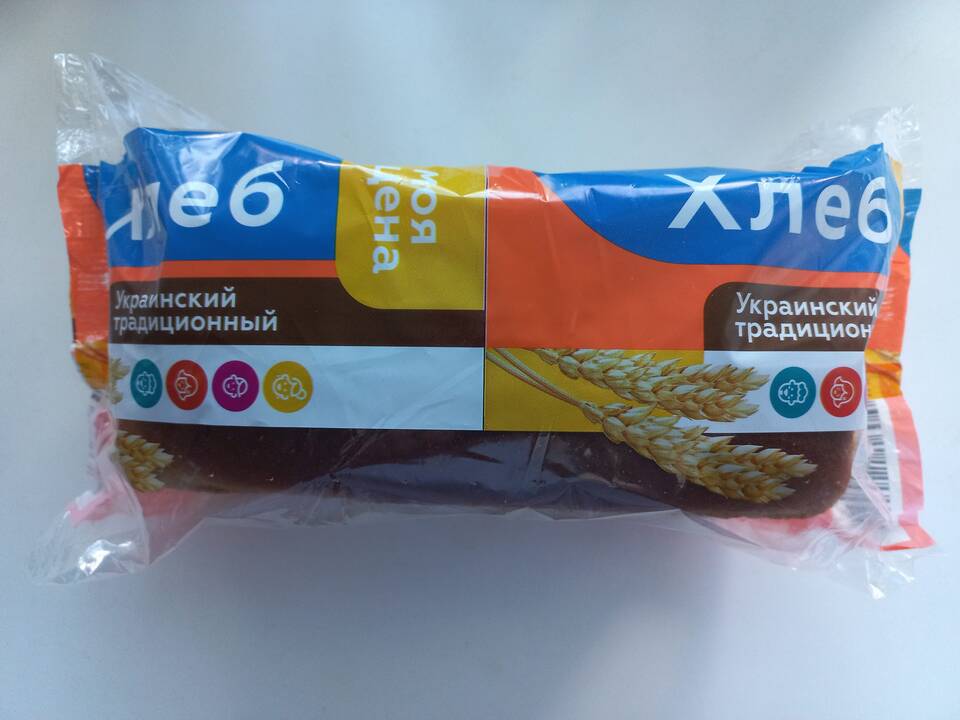 Хлеб
моя
цена
Украинский
традиционный
Хлеб
Украинский
традицион